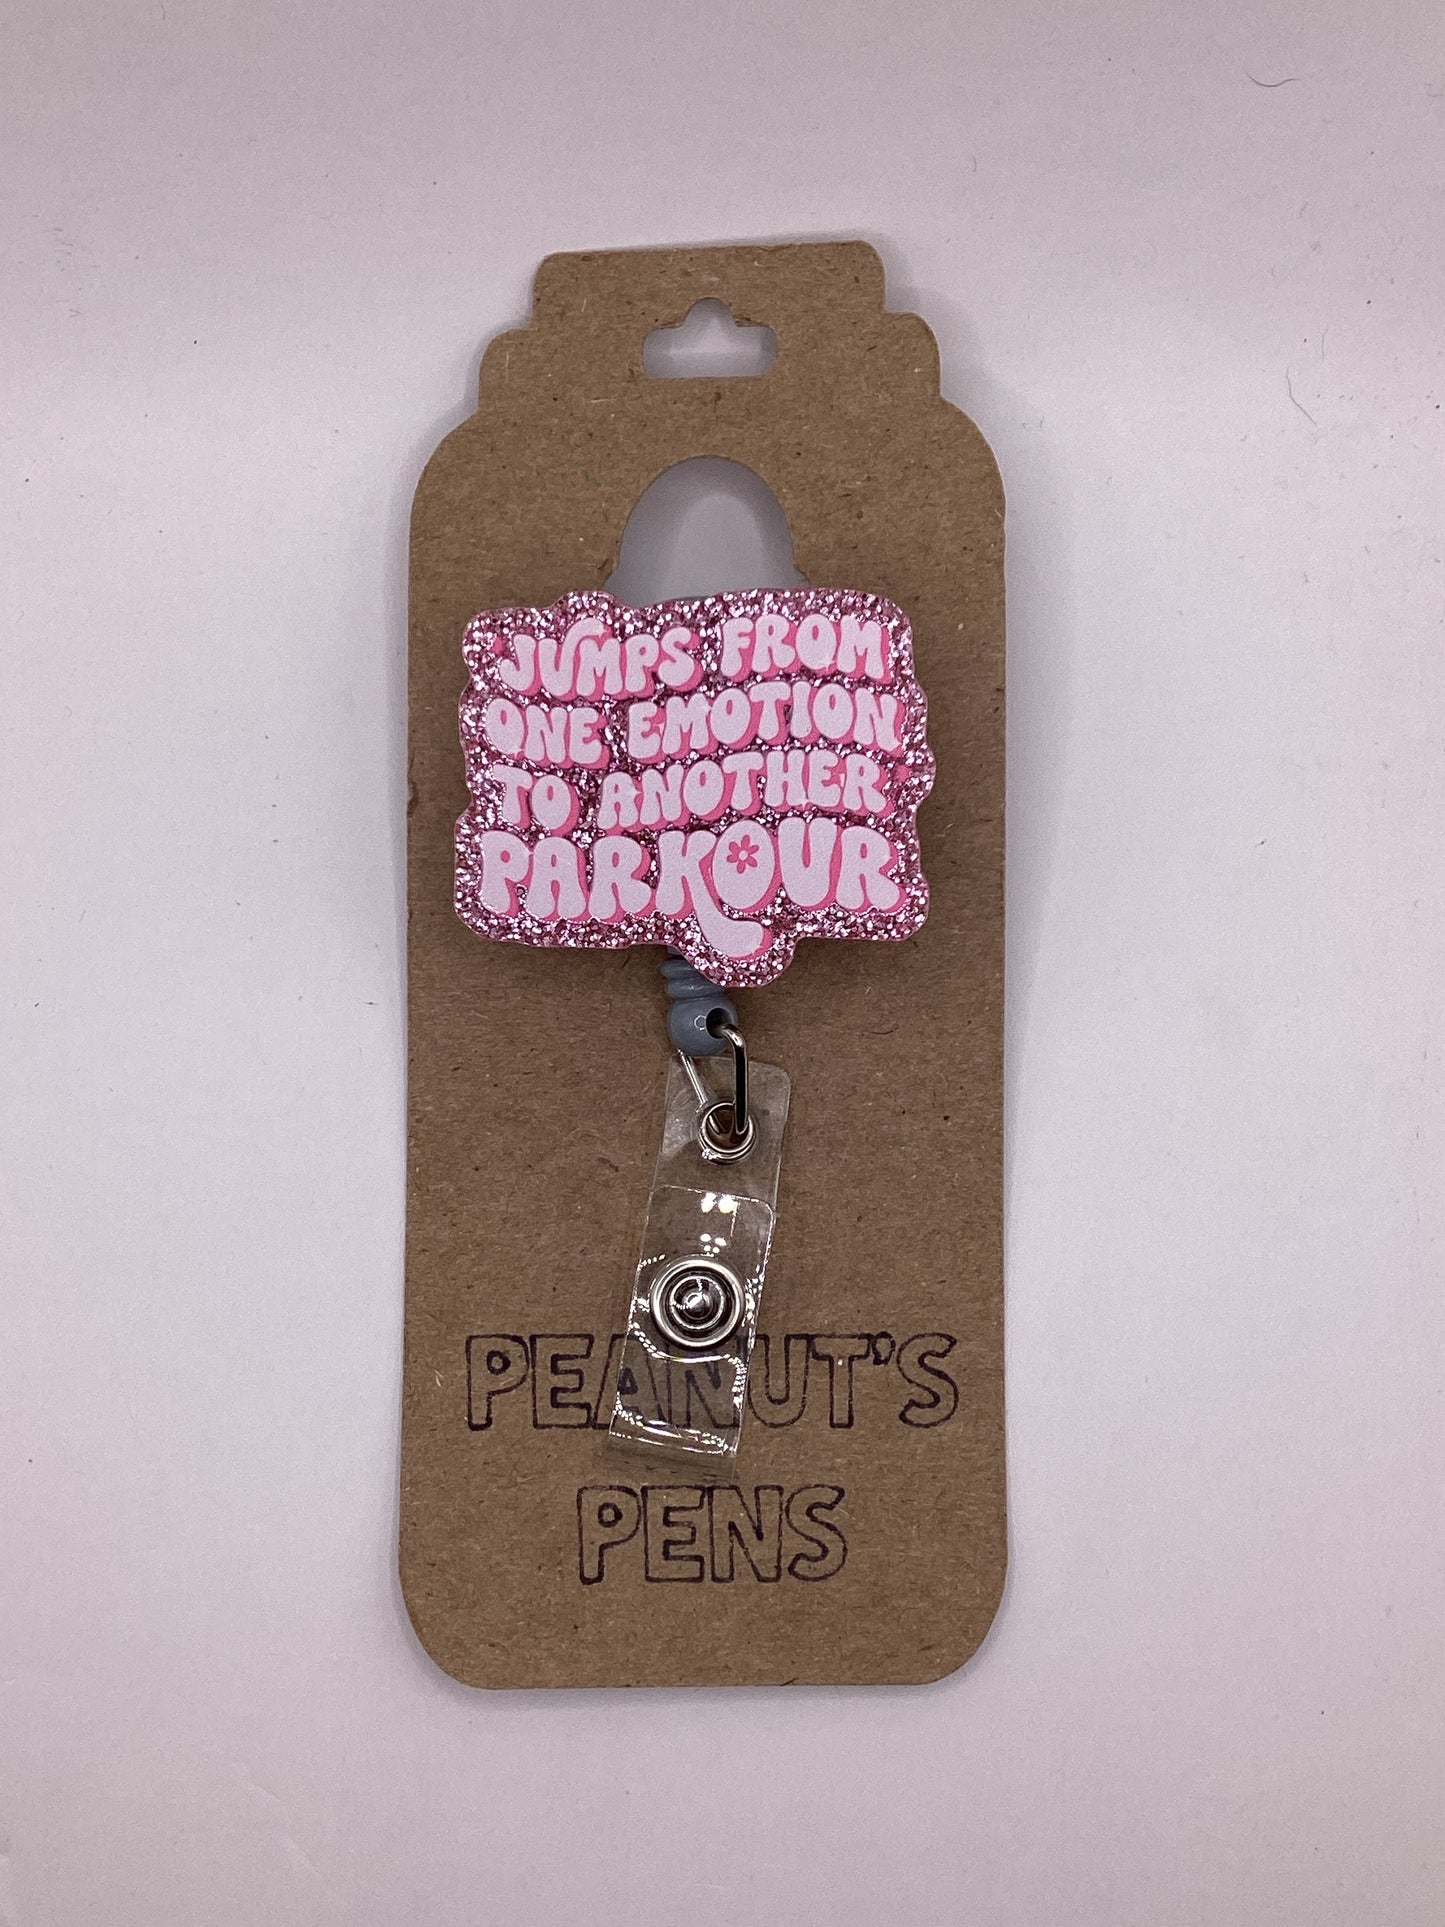 JUMPS FROM
ONE EMOTION
TO ANOTHER
PARKOUR
PEANUT'S
PENS